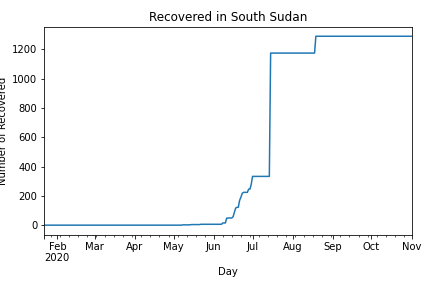 Recovered in South Sudan
Number of Recovered
1200
1000
800
600
400
200
0
Feb Mar Apr May Jun Jul Aug Sep Oct Nov
2020
Day